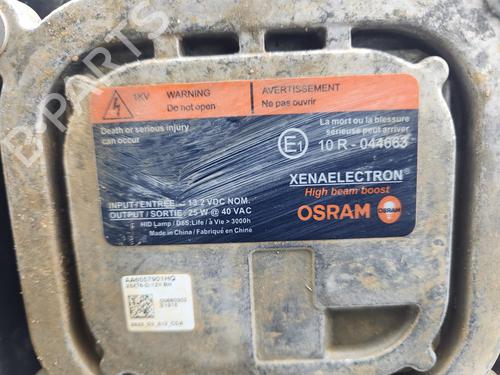 B-PARTS
1KV WARNING AVERTISSEMENT
Do not open Ne pas ouvrir
Death or serious injury
can occur
La mort ou la blessure
sérieuse peut arriver
E1 10 R - 044663
XENAELECTRON®
High beam boost
OSRAM OSRAM
INPUT / ENTRÉE 13.2 VDC NOM.
OUTPUT / SORTIE: 25 W @ 40 VAC
HID Lamp / D8S;Life / à Vie > 3000h
Made in China / Fabriqué en Chine